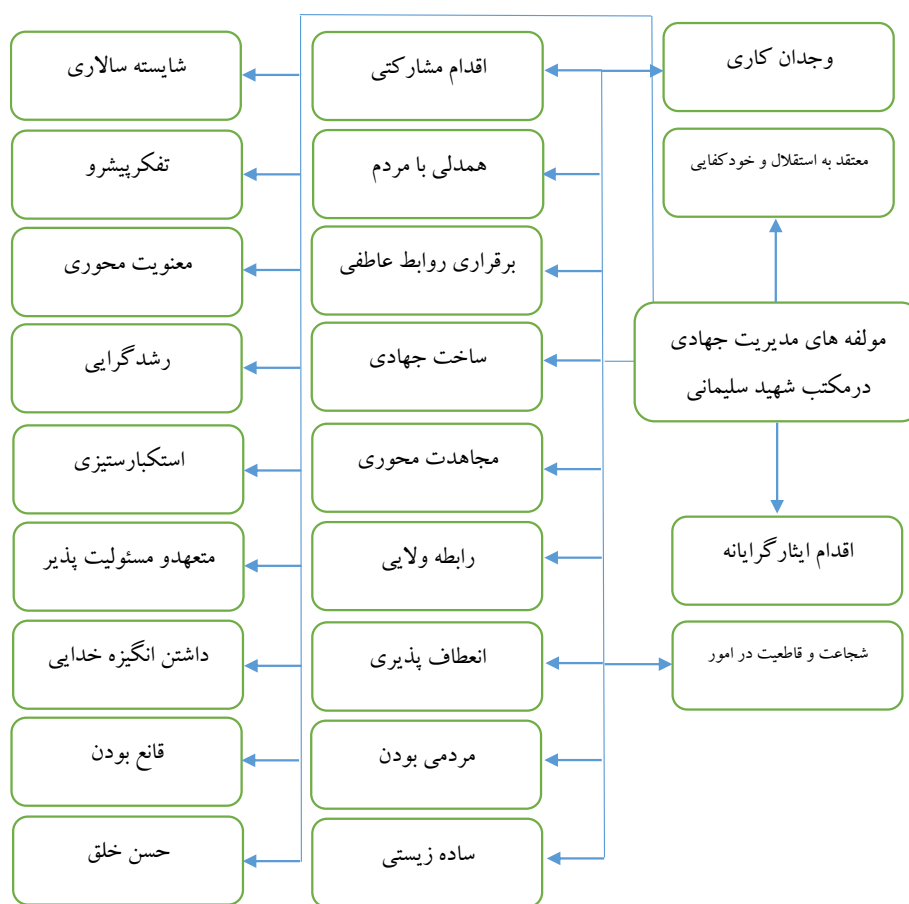 وجدان کاری
معتقد به استقلال و خودکفایی
مولفه های مدیریت جهادی
درمکتب شهید سلیمانی
اقدام ایثارگرایانه
شجاعت و قاطعیت در امور
اقدام مشارکتی
همدلی با مردم
برقراری روابط عاطفی
ساخت جهادی
مجاهدت محوری
رابطه ولایی
انعطاف پذیری
مردمی بودن
ساده زیستی
شایسته سالاری
تفکرپیشرو
معنویت محوری
رشدگرایی
استکبارستیزی
متعهدو مسئولیت پذیر
داشتن انگیزه خدایی
قانع بودن
حسن خلق